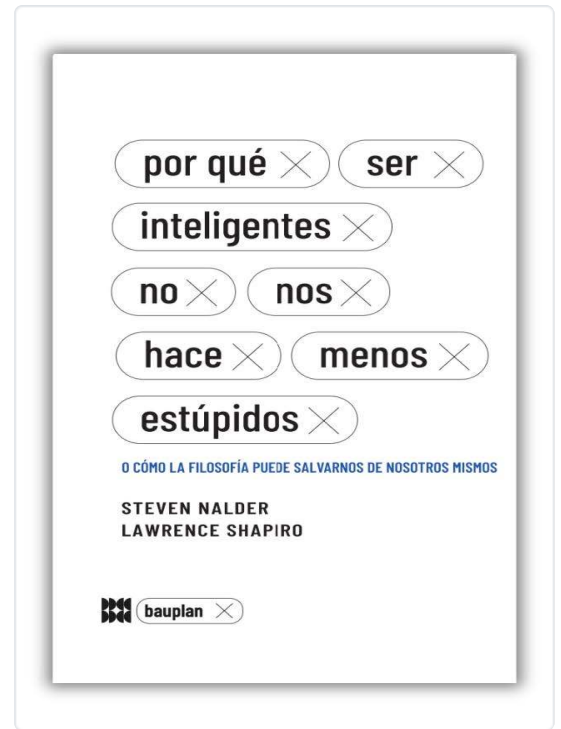 por qué ser
inteligentes
no nos
hace menos
estúpidos
O CÓMO LA FILOSOFÍA PUEDE SALVARNOS DE NOSOTROS MISMOS
STEVEN NALDER
LAWRENCE SHAPIRO
bauplan